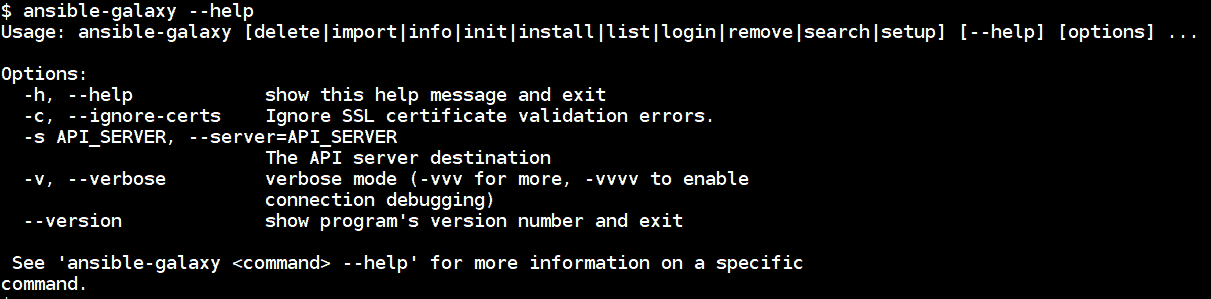 $ ansible-galaxy --help
Usage: ansible-galaxy [delete|import|info|init|install|list|login|remove|search|setup] [--help] [options] ...
Options:
-h, --help show this help message and exit
-c, --ignore-certs Ignore SSL certificate validation errors.
-s API_SERVER, --server=API_SERVER
The API server destination
-v, --verbose verbose mode (-vvv for more, -vvvv to enable
connection debugging)
--version show program's version number and exit
See 'ansible-galaxy <command> --help' for more information on a specific
command.